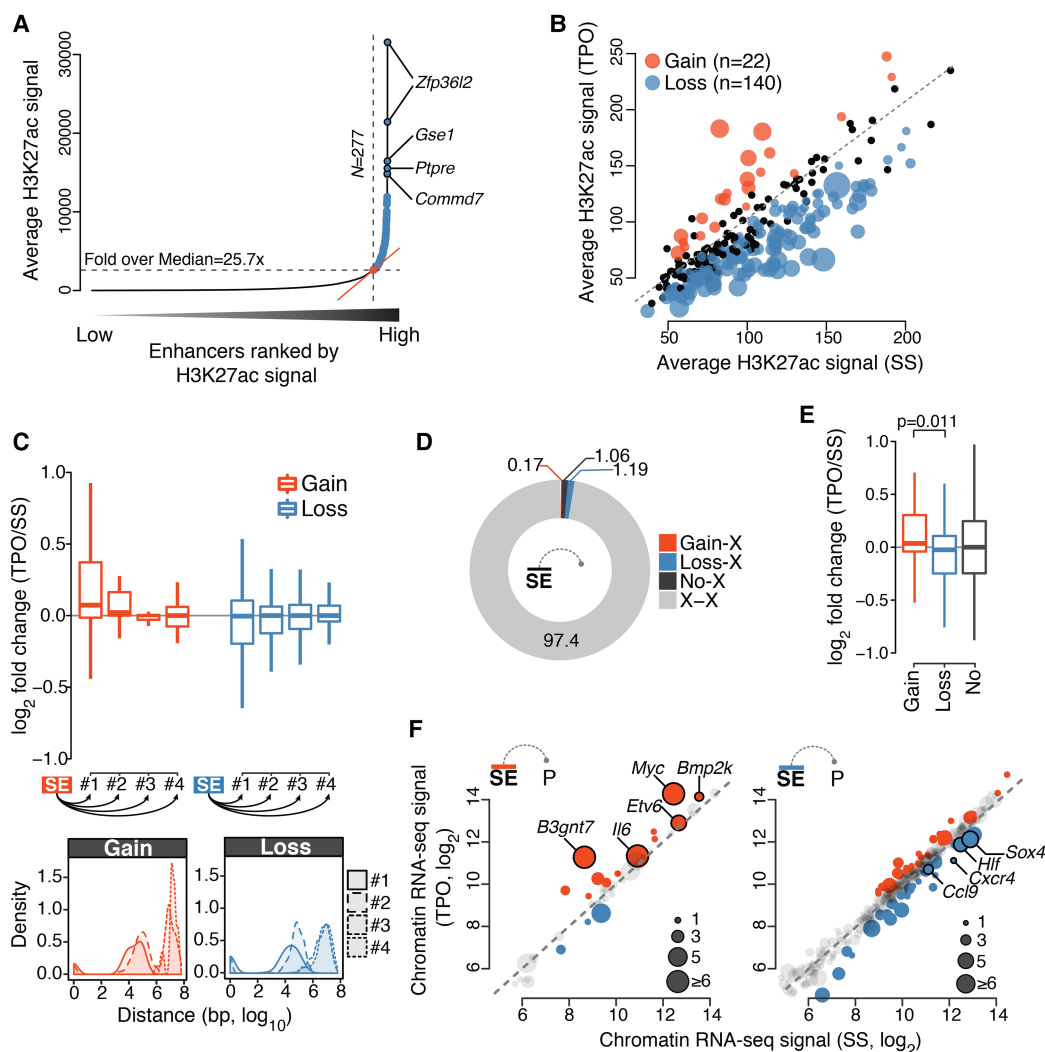 A
Average H3K27ac signal
30000
20000
10000
0
N=277
Zfp36l2
Gse1
Ptpre
Commd7
Fold over Median=25.7x
Low
High
Enhancers ranked by
H3K27ac signal
B
Average H3K27ac signal (TPO)
250
200
150
100
50
Gain (n=22)
Loss (n=140)
50
100
150
200
Average H3K27ac signal (SS)
C
log2 fold change (TPO/SS)
1.0
0.5
0.0
−0.5
−1.0
Gain
Loss
SE #1 #2 #3 #4
SE #1 #2 #3 #4
Gain
Loss
Density
1.5
1.0
0.5
0.0
1.5
1.0
0.5
0.0
0 2 4 6 8
0 2 4 6 8
Distance (bp, log10)
#1
#2
#3
#4
D
0.17
1.06
1.19
SE
97.4
Gain-X
Loss-X
No-X
X−X
E
p=0.011
log2 fold change (TPO/SS)
1.0
0.5
0.0
−0.5
−1.0
Gain
Loss
No
F
SE P
SE P
Chromatin RNA-seq signal
(TPO, log2)
14
12
10
8
6
Myc
Bmp2k
Etv6
B3gnt7
Il6
1
3
5
≥6
6 8 10 12 14
14
12
10
8
6
Sox4
Hlf
Cxcr4
Ccl9
1
3
5
≥6
6 8 10 12 14
Chromatin RNA-seq signal (SS, log2)